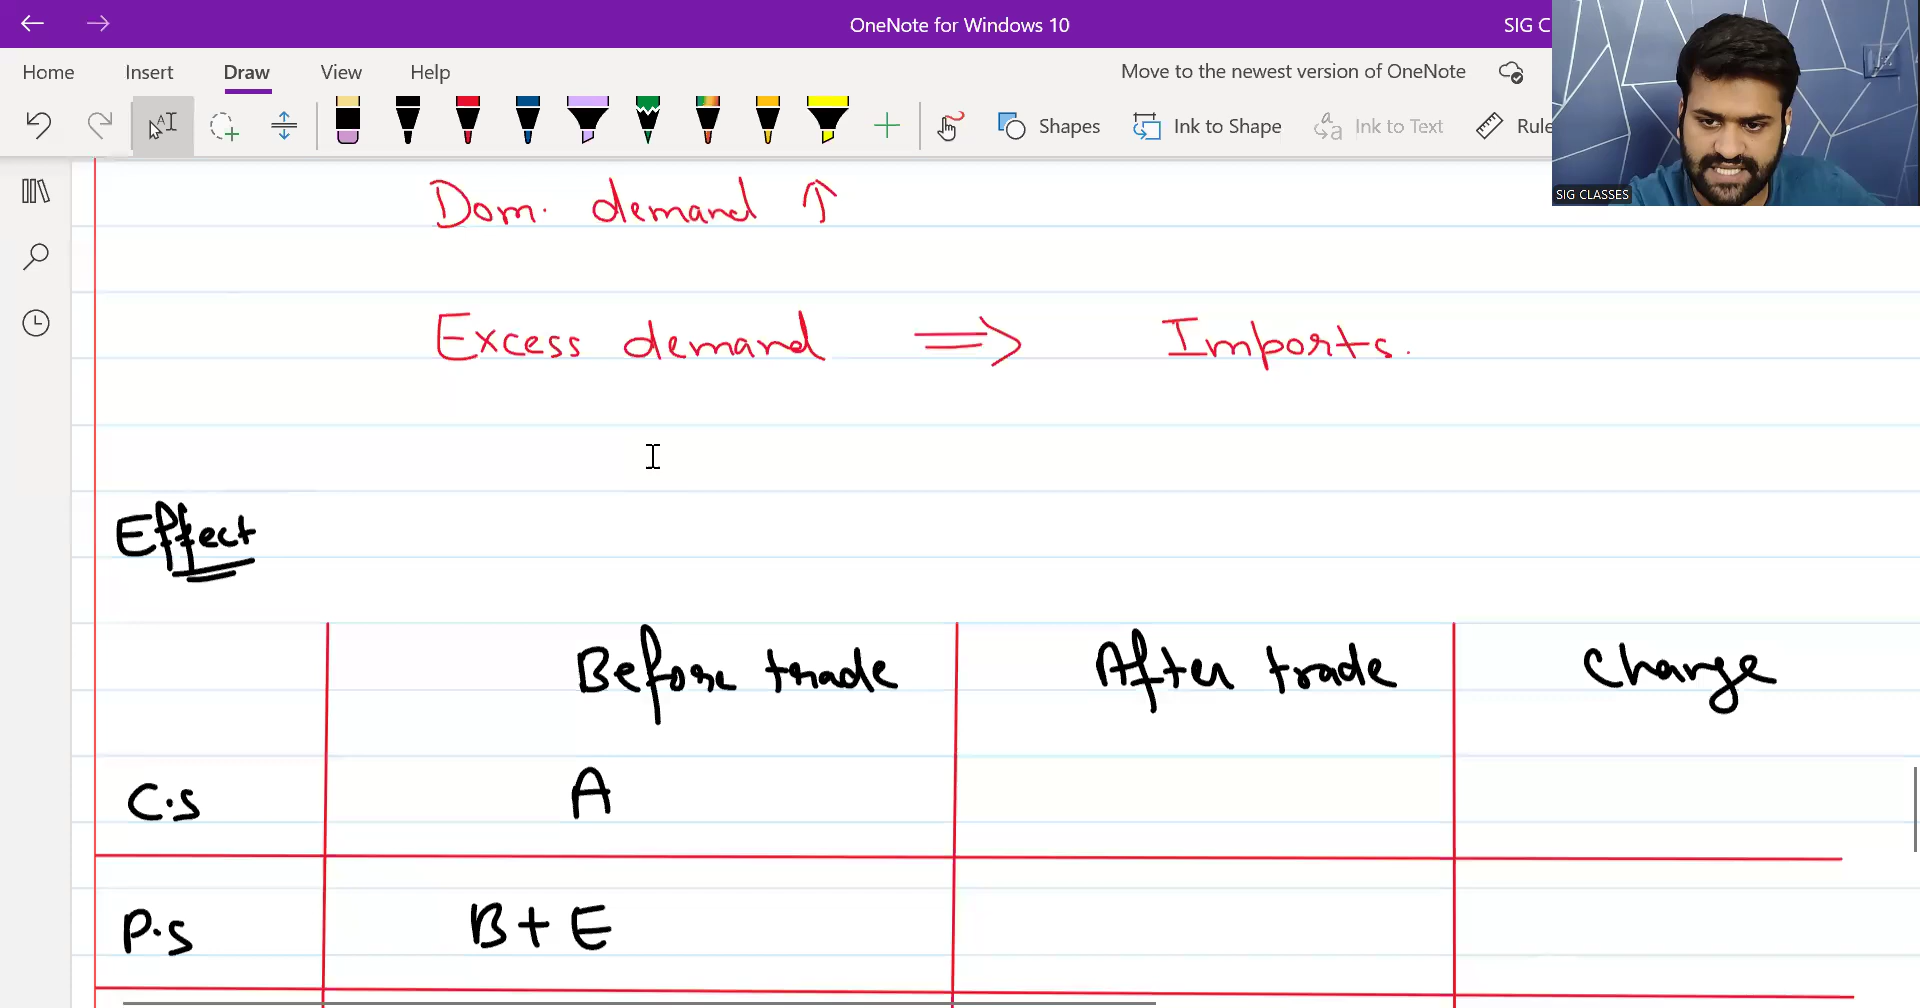 OneNote for Windows 10
SIG C
Home Insert Draw View Help
Move to the newest version of OneNote
Shapes Ink to Shape Ink to Text Rule
SIG CLASSES
Dom. demand ↑
Excess demand ⟹ Imports.
Effect
Before trade After trade Change
C.S A
P.S B + E